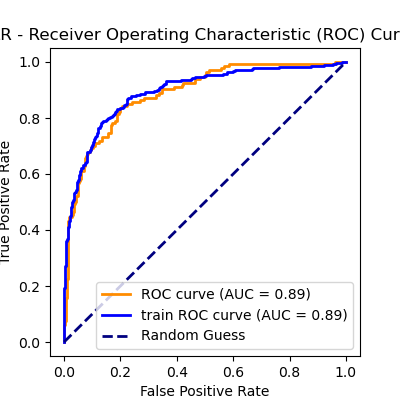 R - Receiver Operating Characteristic (ROC) Cur
1.0
0.8
0.6
0.4
0.2
0.0
True Positive Rate
ROC curve (AUC = 0.89)
train ROC curve (AUC = 0.89)
Random Guess
0.0 0.2 0.4 0.6 0.8 1.0
False Positive Rate